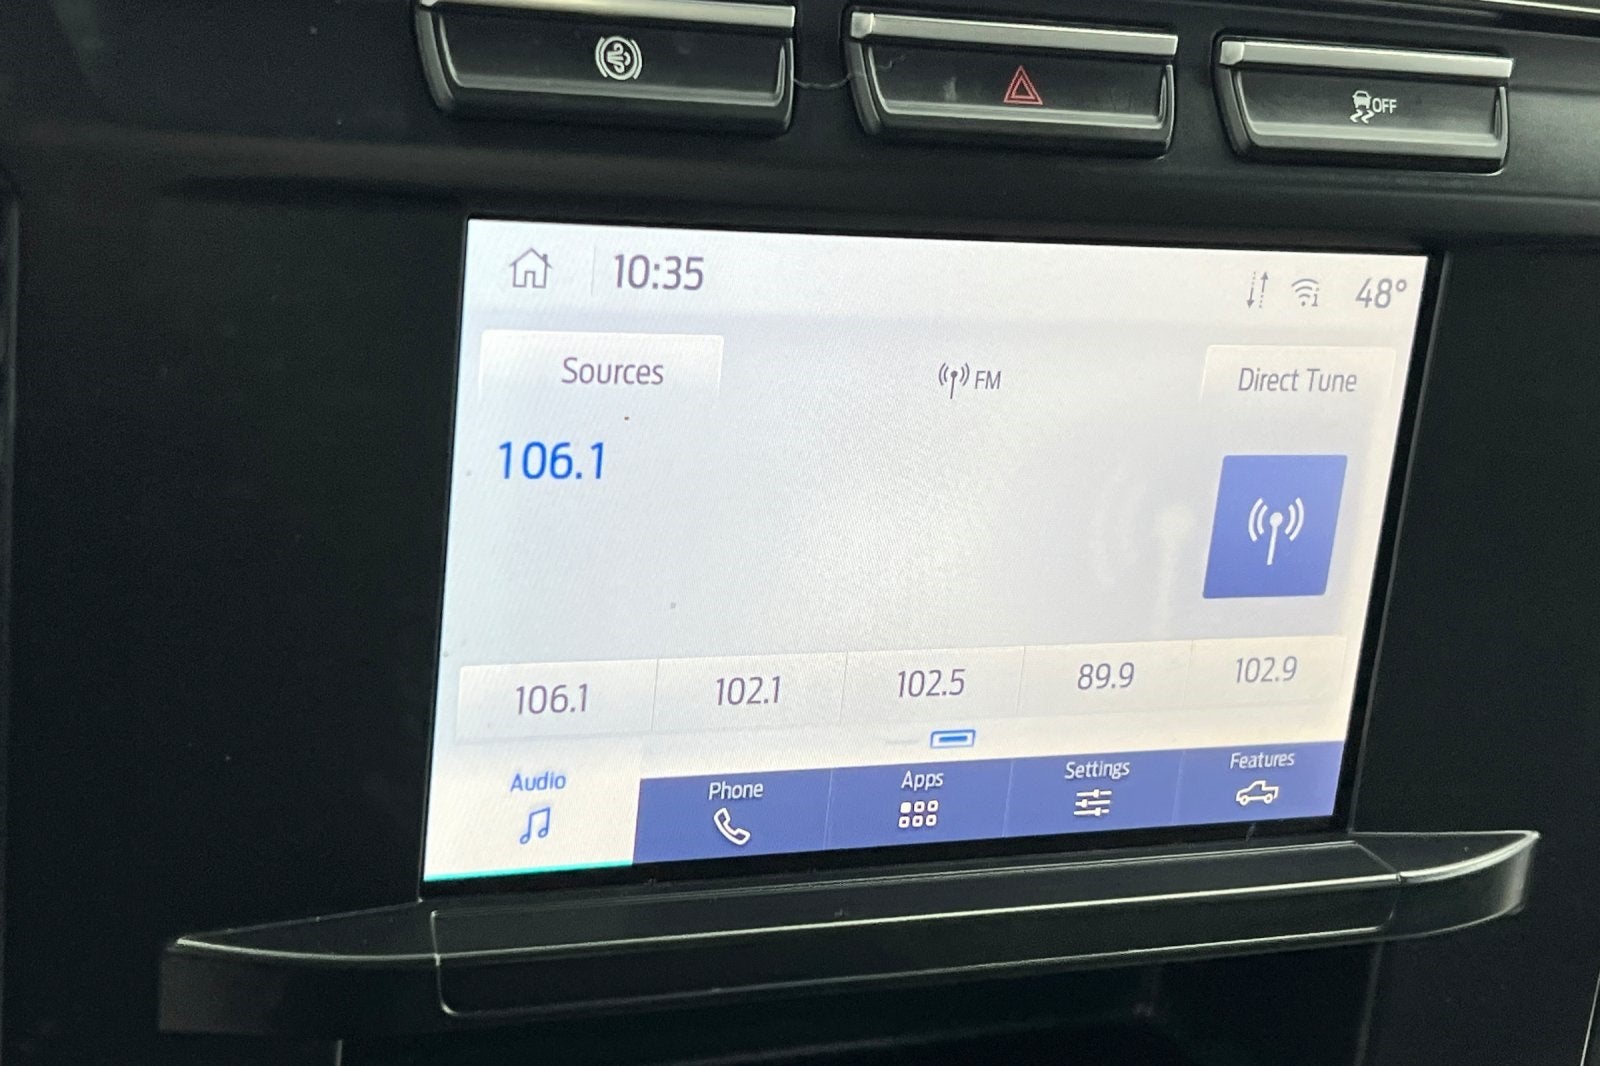 OFF
10:35
48°
Sources
FM
Direct Tune
106.1
106.1 102.1 102.5 89.9 102.9
Audio Phone Apps Settings Features